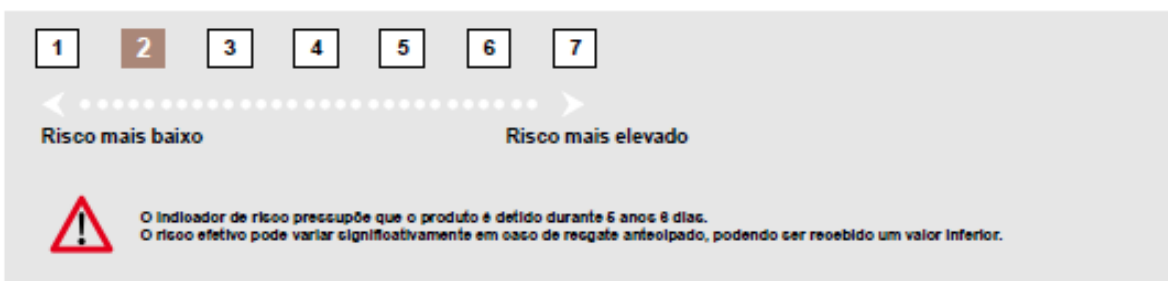 1 2 3 4 5 6 7
Risco mais baixo Risco mais elevado
O indicador de risco pressupõe que o produto é detido durante 5 anos 6 dias.
O risco efetivo pode variar significativamente em caso de resgate antecipado, podendo ser recebido um valor inferior.